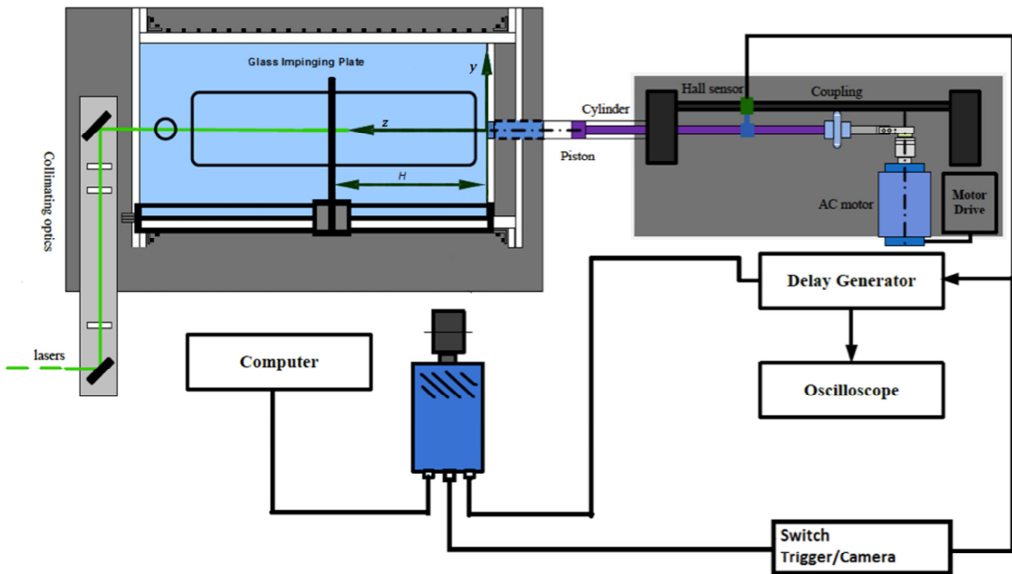 Glass Impinging Plate
y
z
H
Cylinder
Piston
Hall sensor
Coupling
AC motor
Motor
Drive
Collimating optics
lasers
Delay Generator
Computer
Oscilloscope
Switch
Trigger/Camera